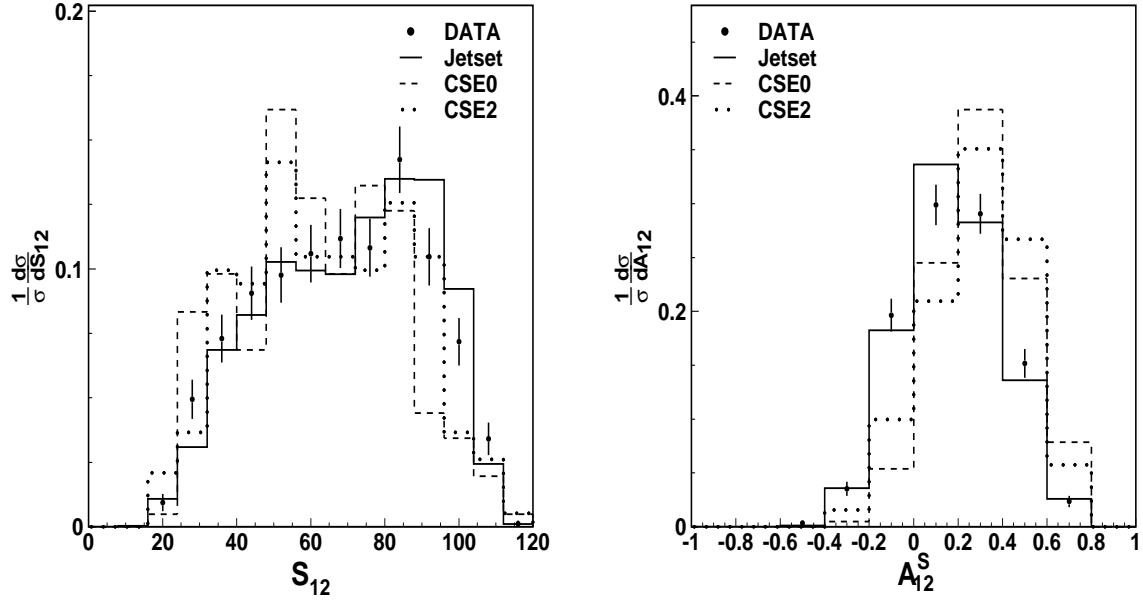 0.2
0.1
0
1 dσ
σ dS12
DATA
Jetset
CSE0
CSE2
0 20 40 60 80 100 120
S12
0.4
0.2
0
1 dσ
σ dA12
DATA
Jetset
CSE0
CSE2
-1 -0.8 -0.6 -0.4 -0.2 0 0.2 0.4 0.6 0.8 1
A12S